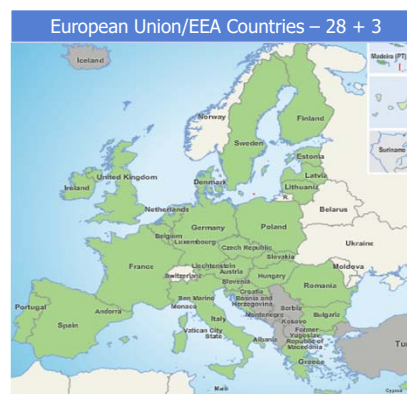 European Union/EEA Countries – 28 + 3
Iceland
Madeira (PT)
Norway
Finland
Suriname
Sweden
Estonia
Latvia
Lithuania
R.
United Kingdom
Ireland
Denmark
Belarus
Netherlands
Germany
Poland
Belgium
Luxembourg
Czech Republic
Ukraine
Slovakia
France
Liechtenstein
Austria
Switzerland
Hungary
Moldova
Slovenia
Romania
Croatia
San Marino
Bosnia and
Herzegovina
Serbia
Monaco
Montenegro
Kosovo
Bulgaria
Portugal
Andorra
Italy
Spain
Vatican City
State
Albania
Former
Yugoslav
Republic of
Macedonia
Tur
Greece
Malta
Cyprus